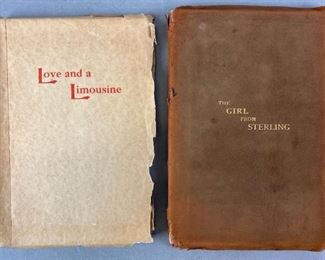 Love and a
Limousine
THE
GIRL
FROM
STERLING